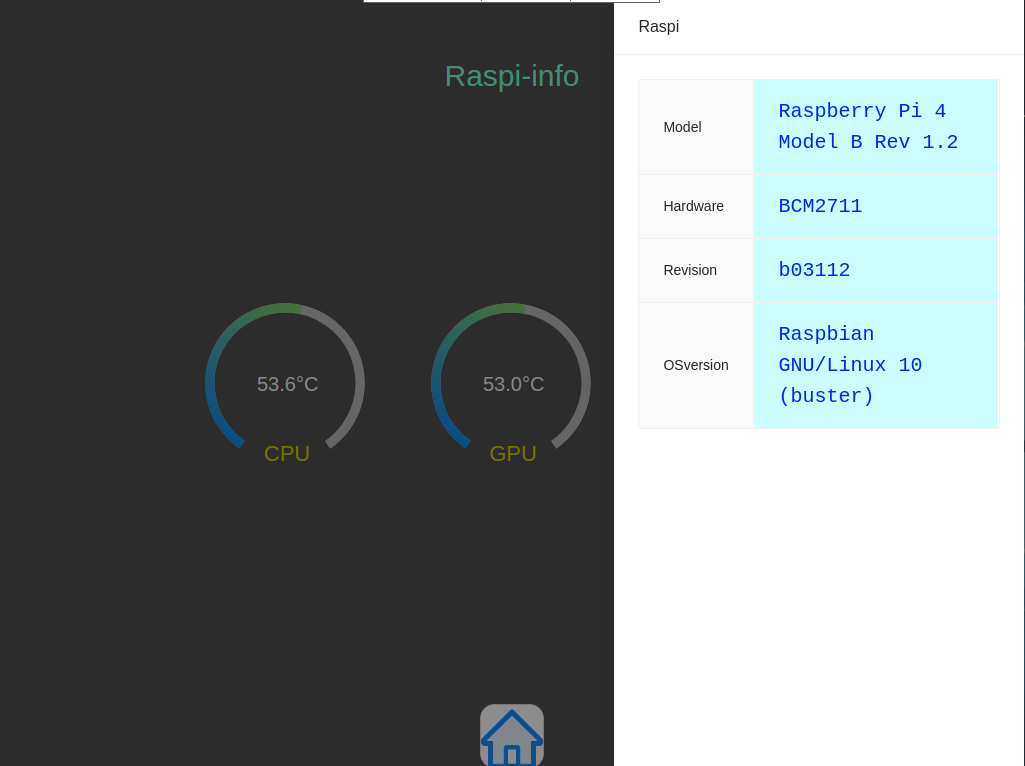 Raspi
Raspi-info
Model
Raspberry Pi 4
Model B Rev 1.2
Hardware
BCM2711
Revision
b03112
OSversion
Raspbian
GNU/Linux 10
(buster)
53.6°C
CPU
53.0°C
GPU